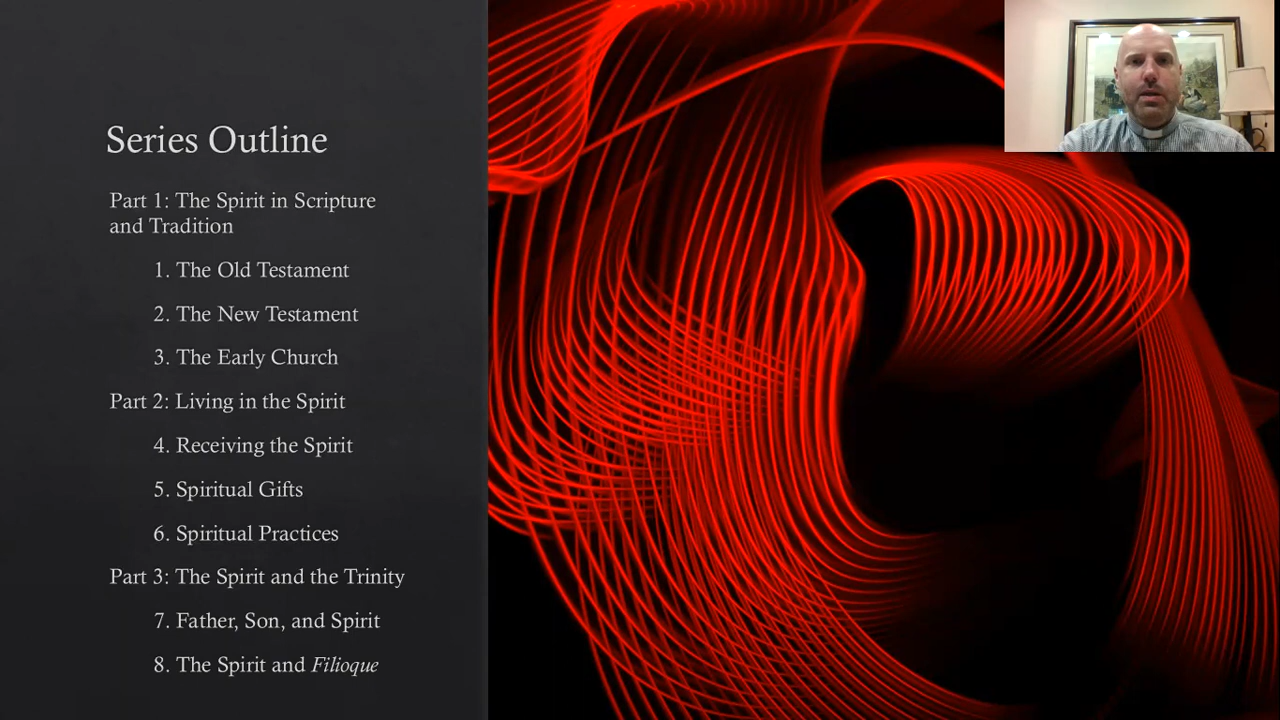 Series Outline
Part 1: The Spirit in Scripture
and Tradition
1. The Old Testament
2. The New Testament
3. The Early Church
Part 2: Living in the Spirit
4. Receiving the Spirit
5. Spiritual Gifts
6. Spiritual Practices
Part 3: The Spirit and the Trinity
7. Father, Son, and Spirit
8. The Spirit and Filioque